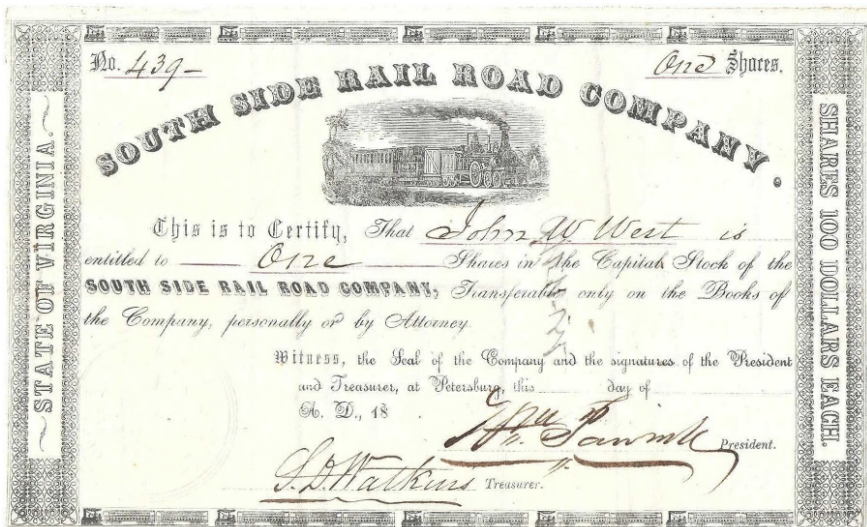 No. 439- One Shares.
SOUTH SIDE RAIL ROAD COMPANY.
STATE OF VIRGINIA.
SHARES 100 DOLLARS EACH.
This is to Certify, That John W West is
entitled to One Shares in the Capital Stock of the
SOUTH SIDE RAIL ROAD COMPANY, Transferable only on the Books of
the Company, personally or by Attorney.
Witness, the Seal of the Company and the signatures of the President
and Treasurer, at Petersburg, this day of
A. D., 18
President.
S. D. Watkins Treasurer.